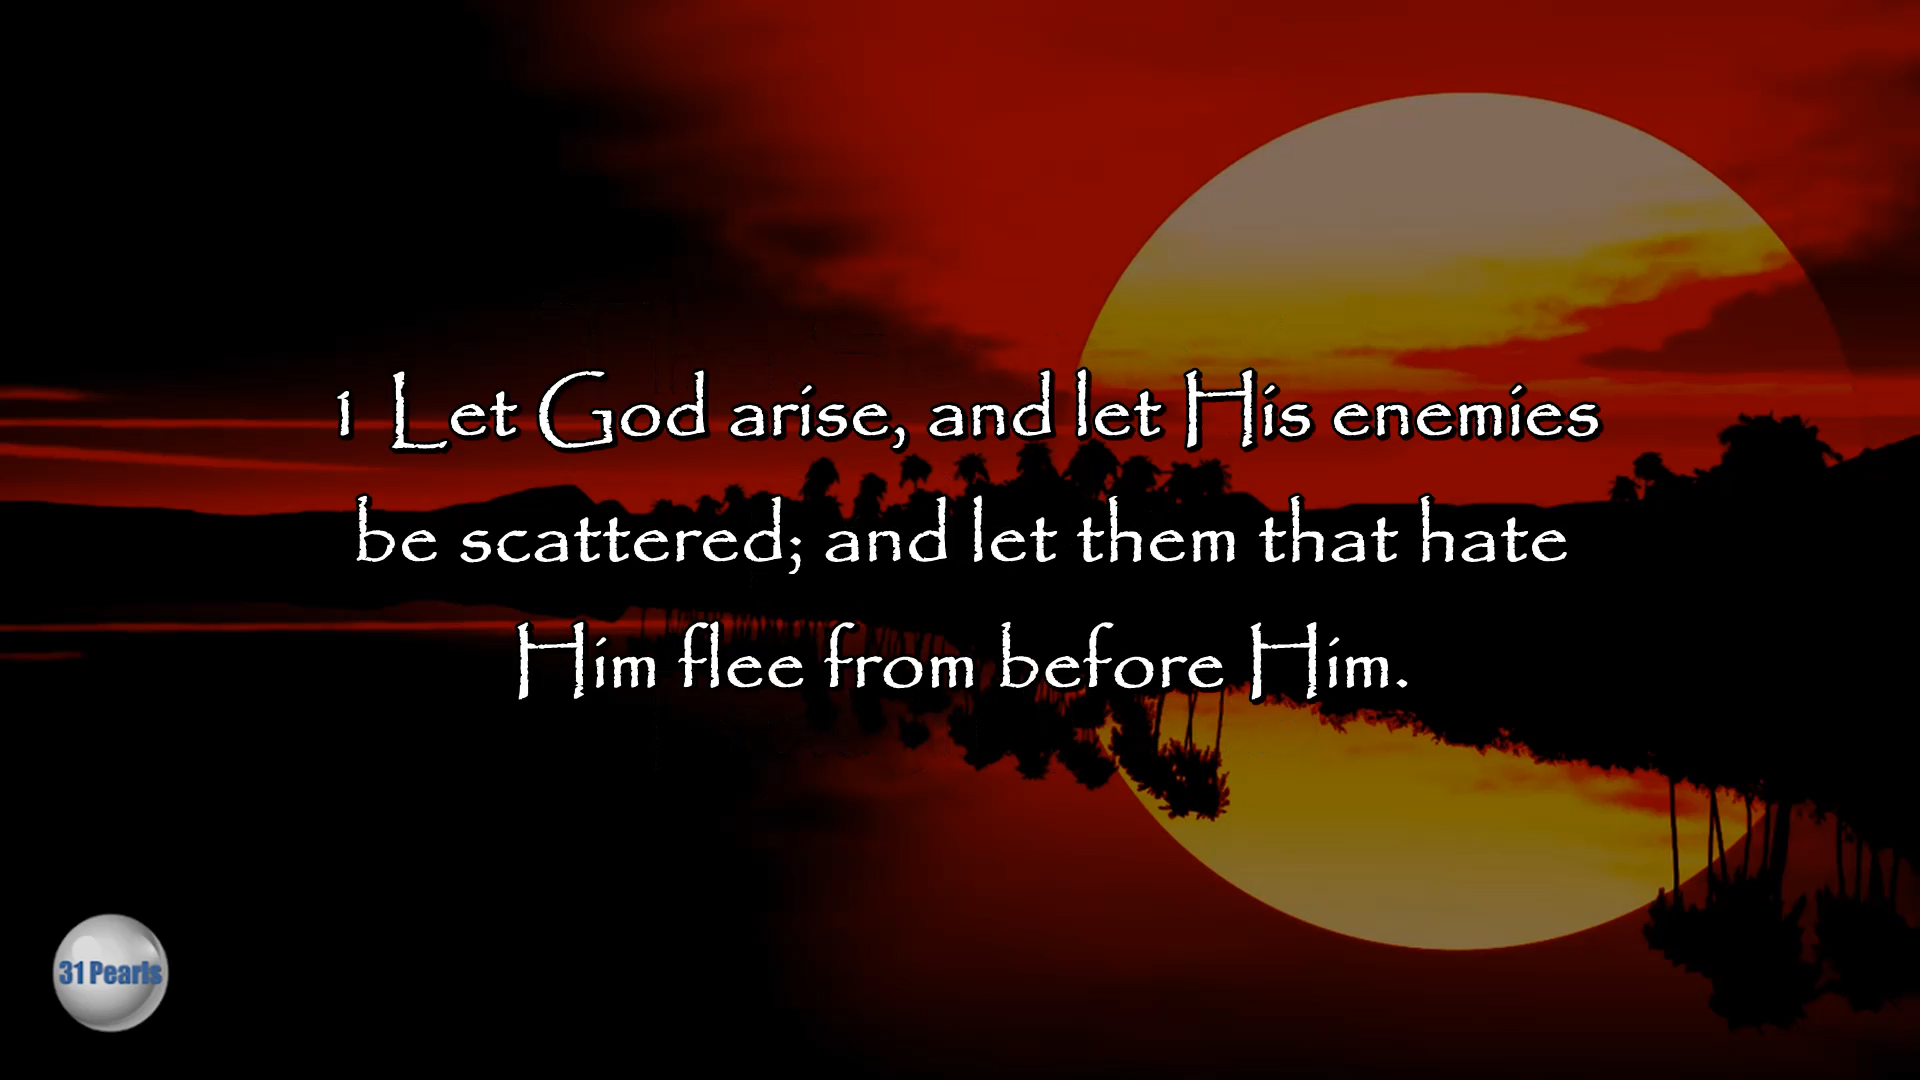 1 Let God arise, and let His enemies
be scattered; and let them that hate
Him flee from before Him.
31 Pearls